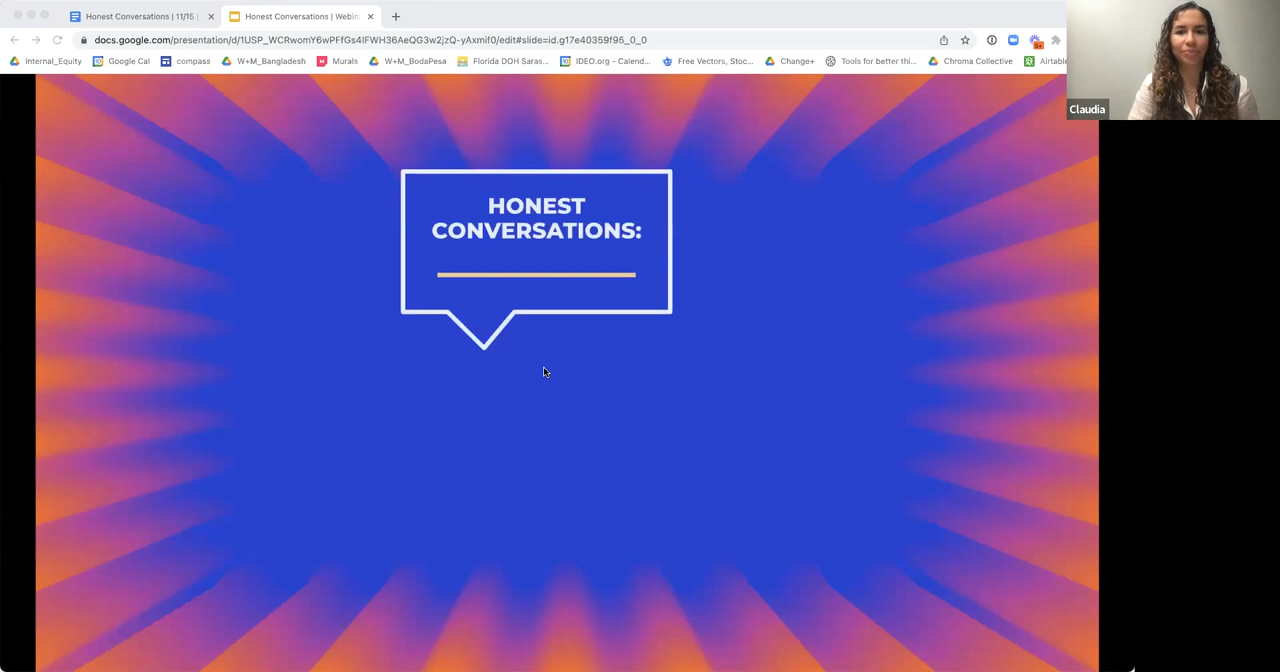 Honest Conversations | 11/15 |
Honest Conversations | Webin
docs.google.com/presentation/d/1USP_WCRwomY6wPFfGs4IFWH36AeQG3w2jzQ-yAxmif0/edit#slide=id.g17e40359f95_0_0
Internal_Equity Google Cal compass W+M_Bangladesh Murals W+M_BodaPesa Florida DOH Saras... IDEO.org - Calend... Free Vectors, Stoc... Change+ Tools for better thi... Chroma Collective Airtable
Claudia
HONEST
CONVERSATIONS: